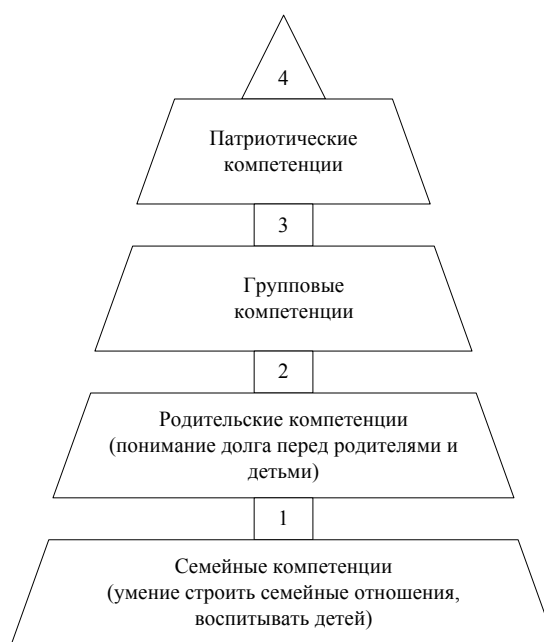 4
Патриотические
компетенции
3
Групповые
компетенции
2
Родительские компетенции
(понимание долга перед родителями и
детьми)
1
Семейные компетенции
(умение строить семейные отношения,
воспитывать детей)